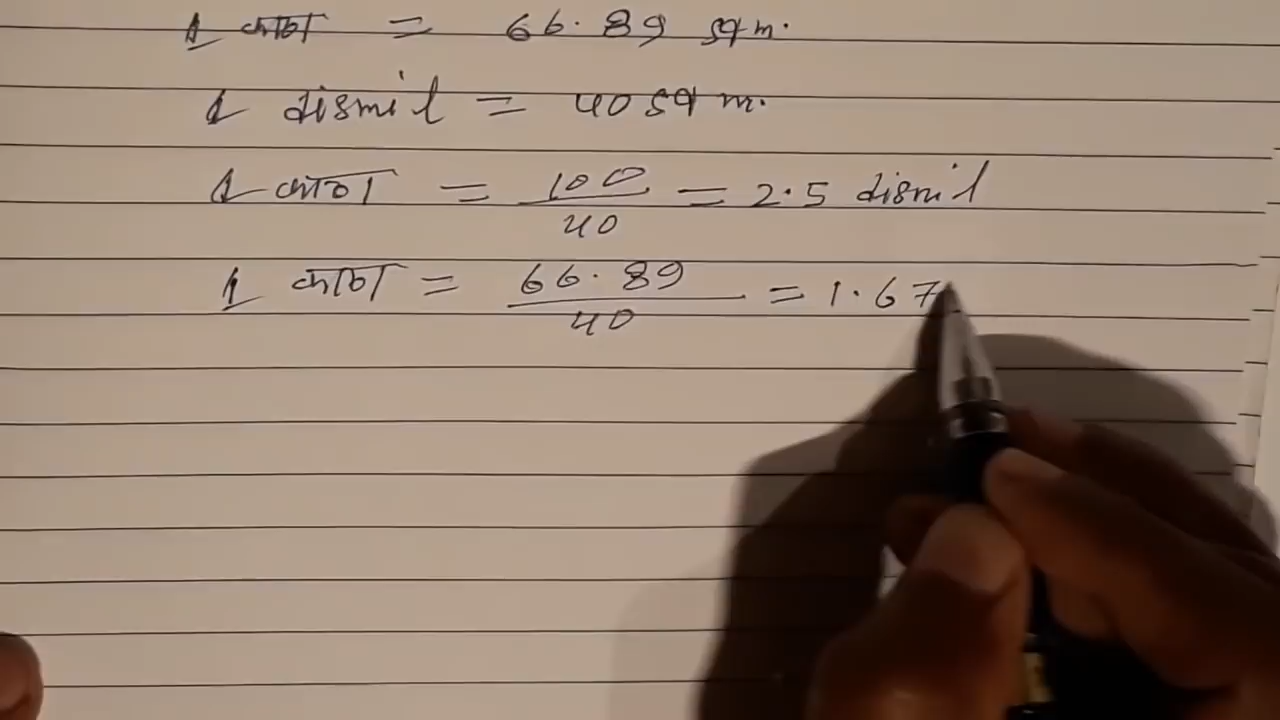 1 काठा = 66.89 sq m.
1 dismil = 40 sq m.
1 काठा = 100/40 = 2.5 dismil
1 काठा = 66.89/40 = 1.67